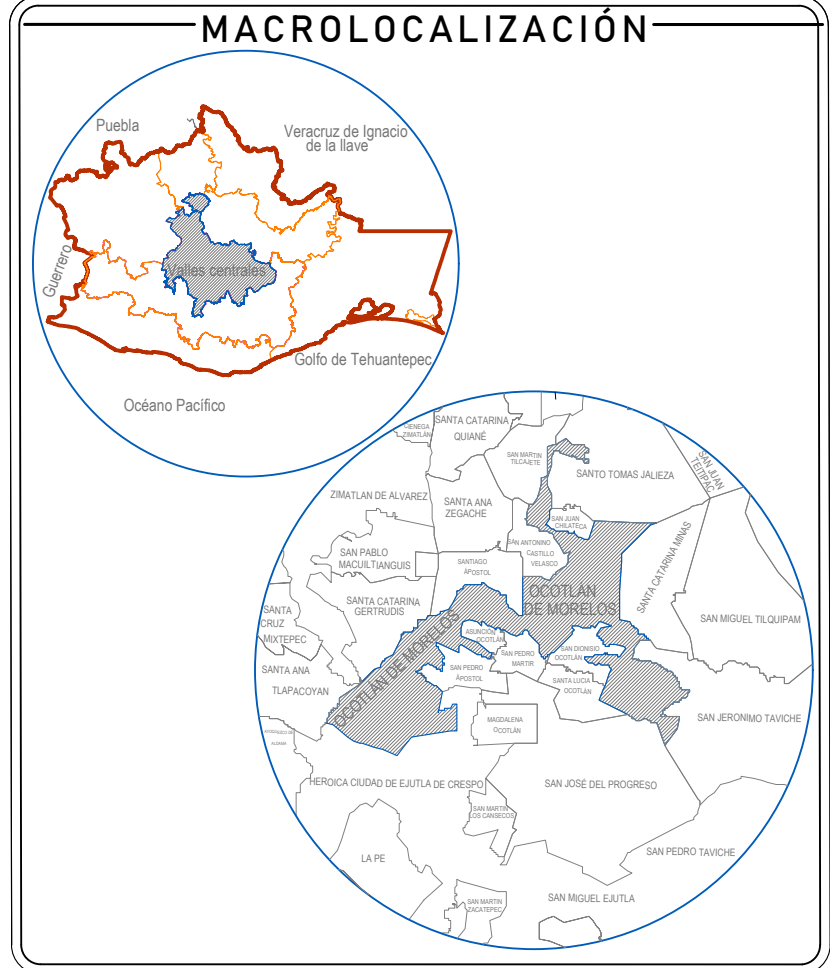 MACROLOCALIZACIÓN
Puebla
Veracruz de Ignacio
de la llave
Guerrero
Valles centrales
Golfo de Tehuantepec
Océano Pacífico
CIENEGA
ZIMATLÁN
SANTA CATARINA
QUIANÉ
SAN MARTIN
TILCAJETE
SANTO TOMAS JALIEZA
SAN JUAN
TEITIPAC
ZIMATLAN DE ALVAREZ
SANTA ANA
ZEGACHE
SAN JUAN
CHILATECA
SAN ANTONINO
CASTILLO
VELASCO
SAN PABLO
MACUILTIANGUIS
SANTIAGO
APOSTOL
SANTA CATARINA MINAS
OCOTLÁN
DE MORELOS
SANTA CATARINA
GERTRUDIS
SANTA
CRUZ
MIXTEPEC
OCOTLÁN DE MORELOS
ASUNCIÓN
OCOTLÁN
SAN MIGUEL TILQUIPAM
SAN PEDRO
MARTIR
SAN DIONISIO
OCOTLÁN
SANTA ANA
TLAPACOYAN
SAN PEDRO
APOSTOL
SANTA LUCIA
OCOTLÁN
MAGDALENA
OCOTLÁN
SAN JERONIMO TAVICHE
HEROICA CIUDAD DE EJUTLA DE CRESPO
SAN JOSÉ DEL PROGRESO
SAN MARTIN
LOS CANSECOS
LA PE
SAN PEDRO TAVICHE
SAN MARTIN
ZACATEPEC
SAN MIGUEL EJUTLA